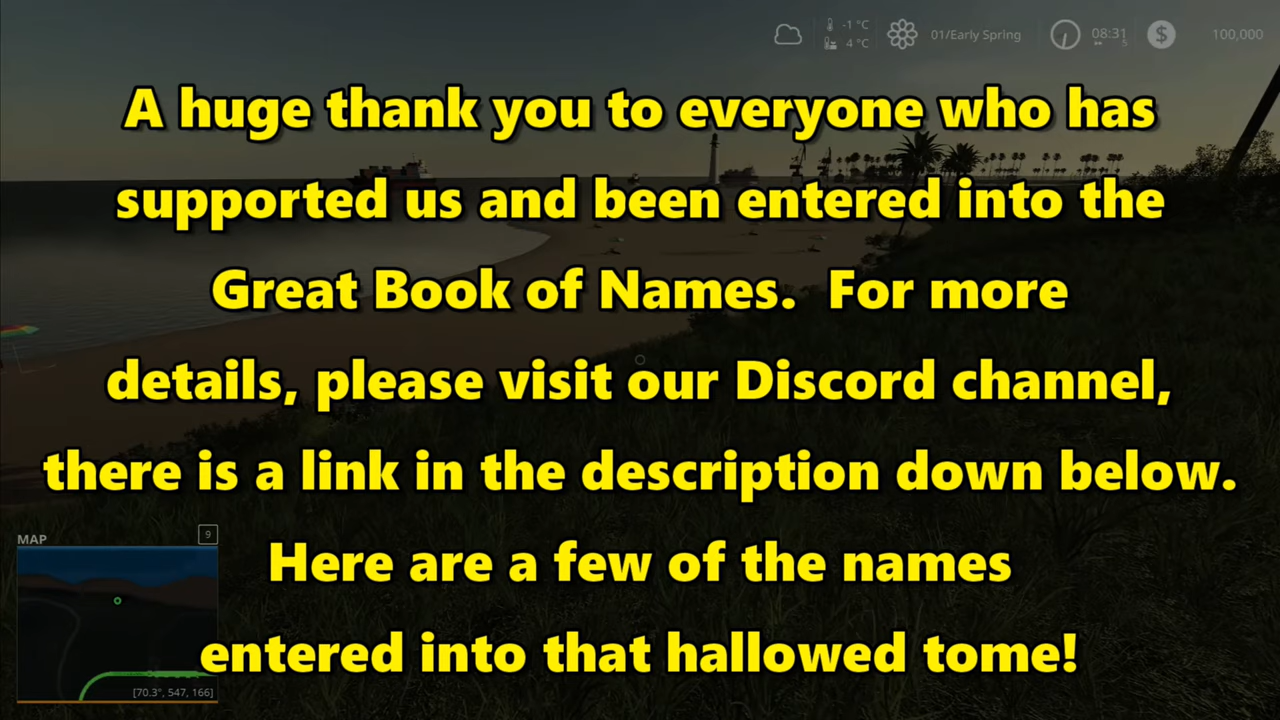 -1 °C
4 °C
01/Early Spring
08:31
5
100,000
A huge thank you to everyone who has
supported us and been entered into the
Great Book of Names. For more
details, please visit our Discord channel,
there is a link in the description down below.
Here are a few of the names
entered into that hallowed tome!
MAP
9
[70.3°, 547, 166]